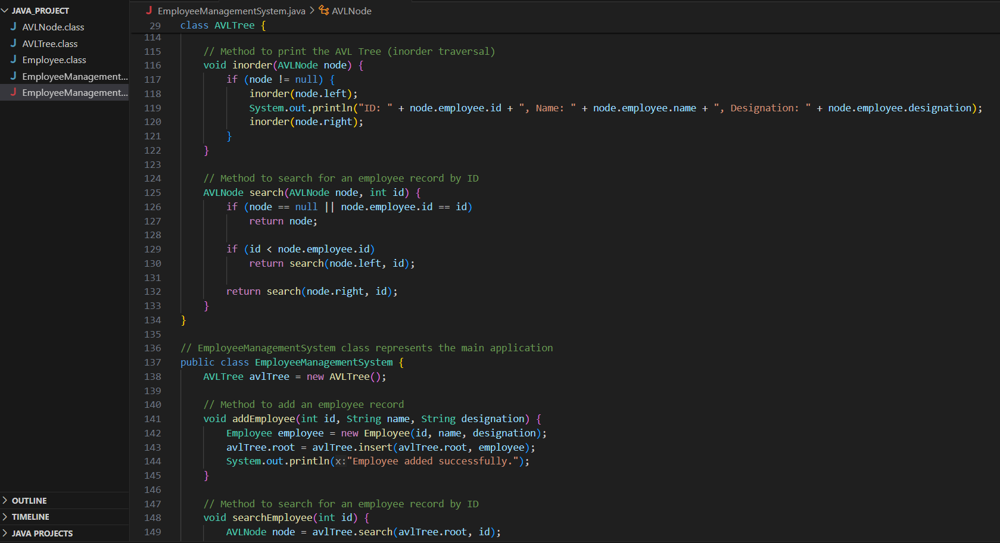 JAVA_PROJECT
AVLNode.class
AVLTree.class
Employee.class
EmployeeManagement...
EmployeeManagement...
OUTLINE
TIMELINE
JAVA PROJECTS
EmployeeManagementSystem.java > AVLNode
29 class AVLTree {
114
115 // Method to print the AVL Tree (inorder traversal)
116 void inorder(AVLNode node) {
117 if (node != null) {
118 inorder(node.left);
119 System.out.println("ID: " + node.employee.id + ", Name: " + node.employee.name + ", Designation: " + node.employee.designation);
120 inorder(node.right);
121 }
122 }
123
124 // Method to search for an employee record by ID
125 AVLNode search(AVLNode node, int id) {
126 if (node == null || node.employee.id == id)
127 return node;
128
129 if (id < node.employee.id)
130 return search(node.left, id);
131
132 return search(node.right, id);
133 }
134 }
135
136 // EmployeeManagementSystem class represents the main application
137 public class EmployeeManagementSystem {
138 AVLTree avlTree = new AVLTree();
139
140 // Method to add an employee record
141 void addEmployee(int id, String name, String designation) {
142 Employee employee = new Employee(id, name, designation);
143 avlTree.root = avlTree.insert(avlTree.root, employee);
144 System.out.println(x:"Employee added successfully.");
145 }
146
147 // Method to search for an employee record by ID
148 void searchEmployee(int id) {
149 AVLNode node = avlTree.search(avlTree.root, id);